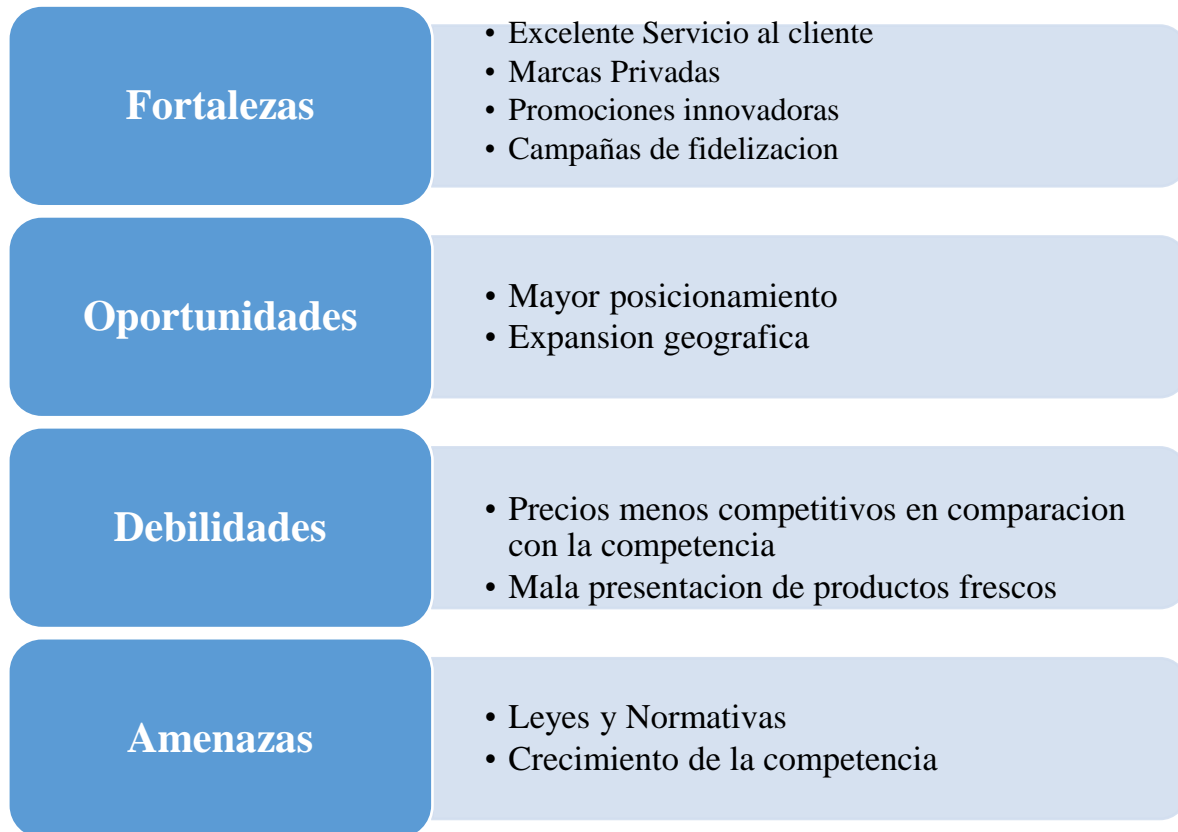 Fortalezas
• Excelente Servicio al cliente
• Marcas Privadas
• Promociones innovadoras
• Campañas de fidelizacion
Oportunidades
• Mayor posicionamiento
• Expansion geografica
Debilidades
• Precios menos competitivos en comparacion
con la competencia
• Mala presentacion de productos frescos
Amenazas
• Leyes y Normativas
• Crecimiento de la competencia